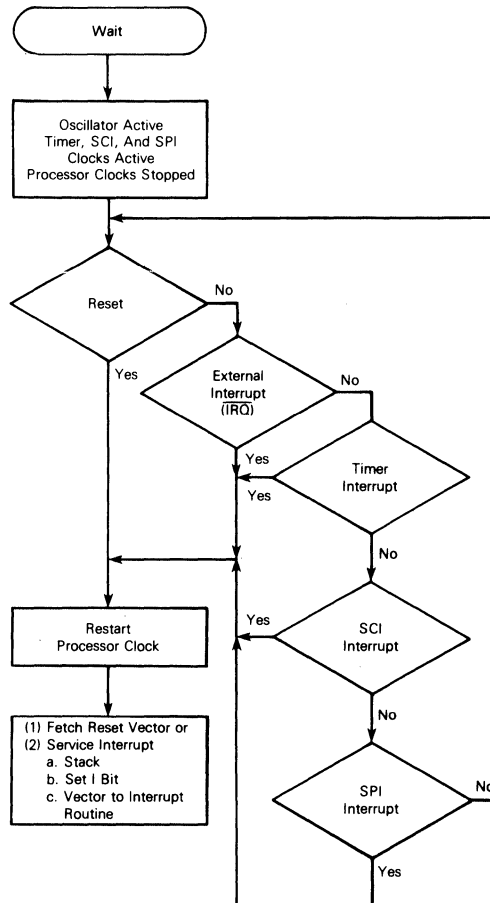 Wait
Oscillator Active
Timer, SCI, And SPI
Clocks Active
Processor Clocks Stopped
Reset
No
Yes
External
Interrupt
(IRQ)
No
Yes
Timer
Interrupt
Yes
No
SCI
Interrupt
Yes
No
Restart
Processor Clock
(1) Fetch Reset Vector or
(2) Service Interrupt
a. Stack
b. Set I Bit
c. Vector to Interrupt
Routine
SPI
Interrupt
No
Yes